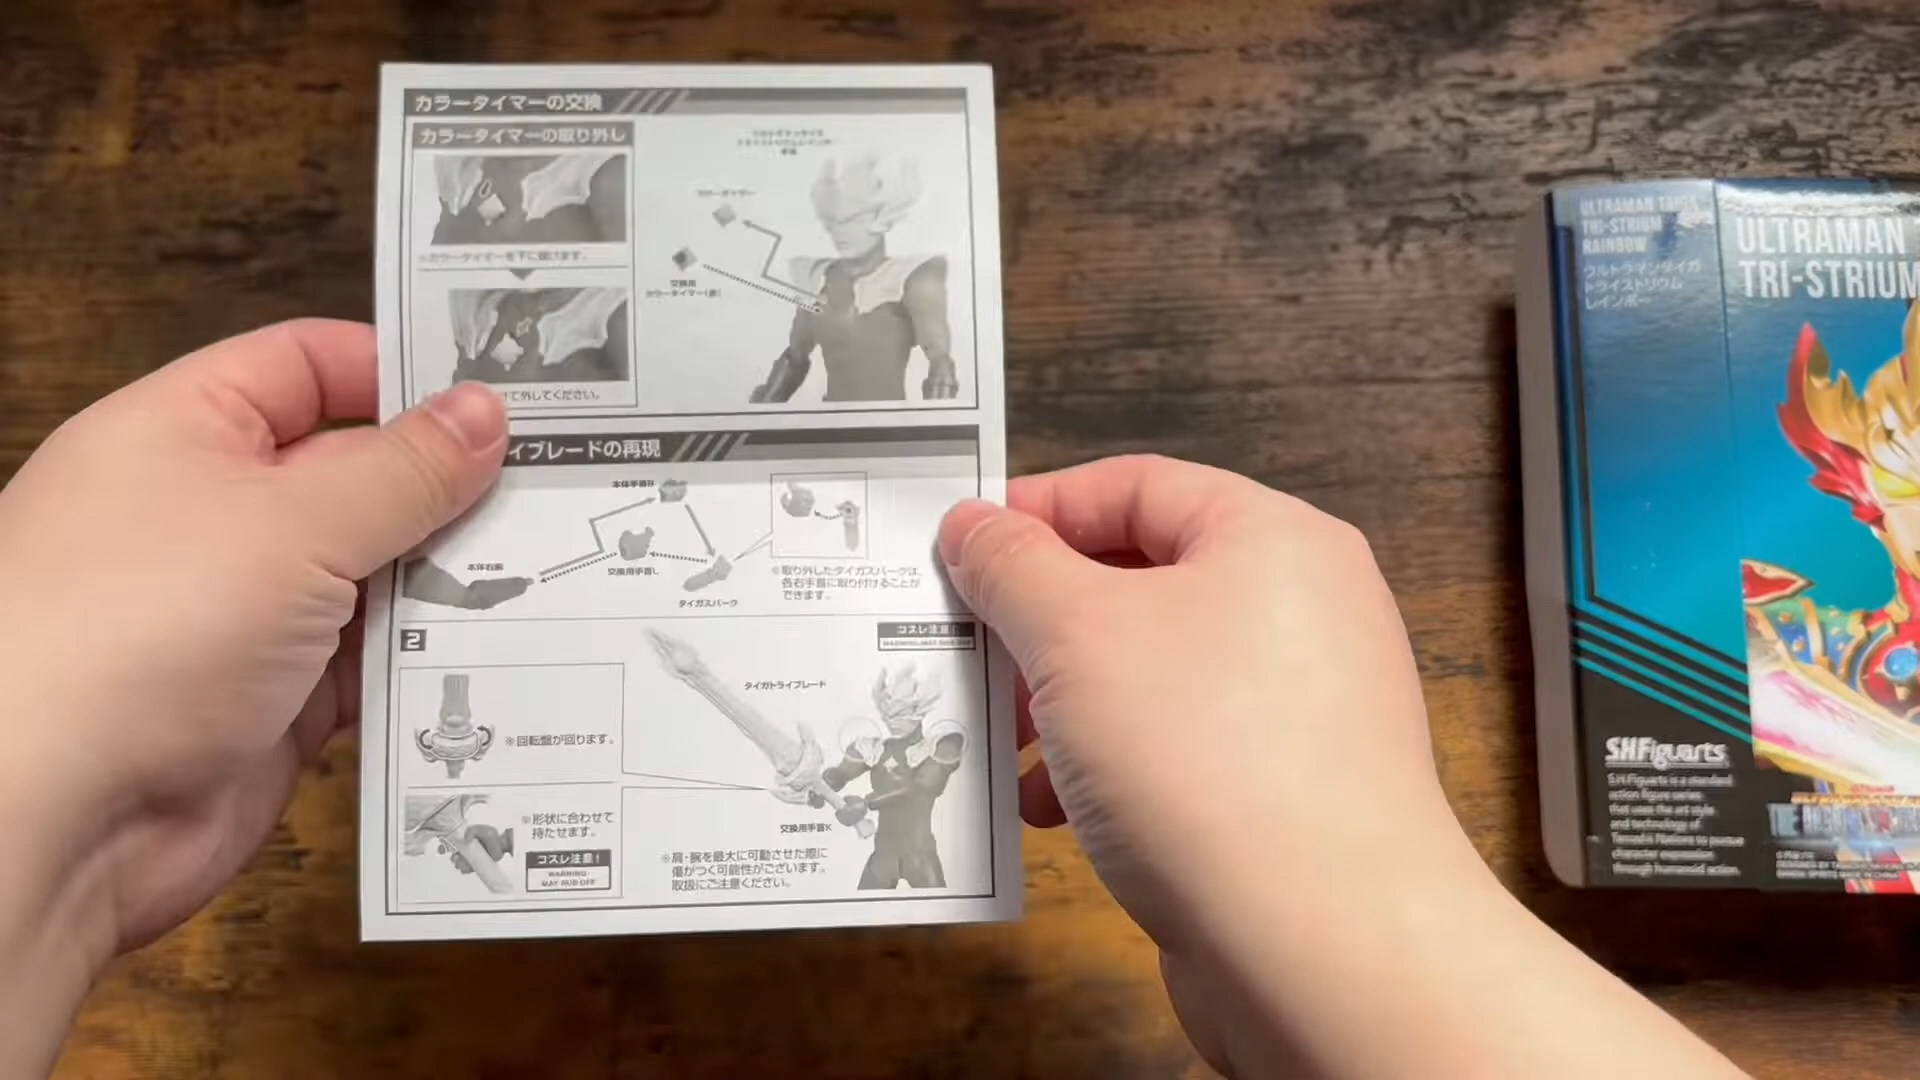 カラータイマーの交換
カラータイマーの取り外し
※カラータイマーを下に傾けます。
て外してください。
カラータイマー
交換用
カラータイマー(赤)
イブレードの再現
本体手首R
本体右腕
交換用手首L
タイガスパーク
※取り外したタイガスパークは、
各右手首に取り付けることが
できます。
2
コスレ注意!
WARNING: MAY RUB OFF
タイガトライブレード
※回転盤が回ります。
※形状に合わせて
持たせます。
コスレ注意!
WARNING:
MAY RUB OFF
交換用手首K
※肩・腕を最大に可動させた際に
傷がつく可能性がございます。
取扱にご注意ください。
ULTRAMAN TAIGA
TRI-STRIUM
RAINBOW
ウルトラマンタイガ
トライストリウム
レインボー
ULTRAMAN
TRI-STRIUM
S.H.Figuarts
S.H.Figuarts is a standard
action figure series
that uses the art style
and technology of
Tamashii Nations to pursue
character expression
through humanoid action.